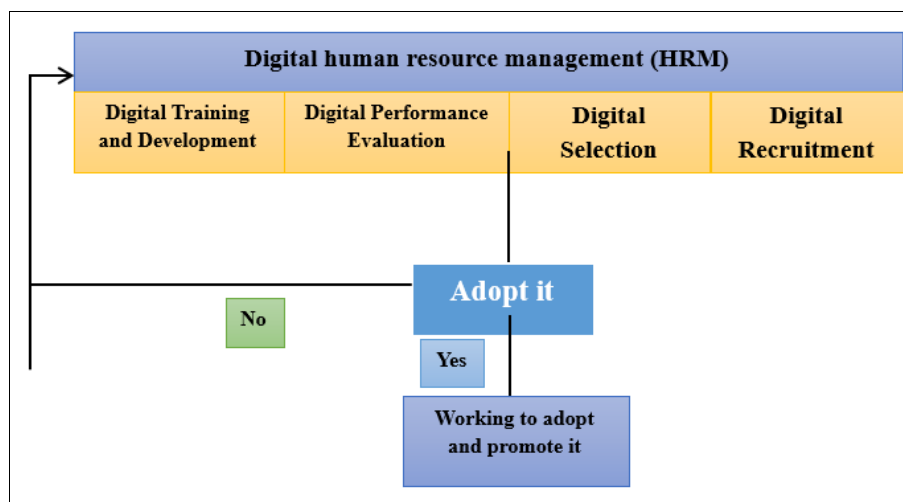 Digital human resource management (HRM)
Digital Training
and Development
Digital Performance
Evaluation
Digital
Selection
Digital
Recruitment
Adopt it
No
Yes
Working to adopt
and promote it